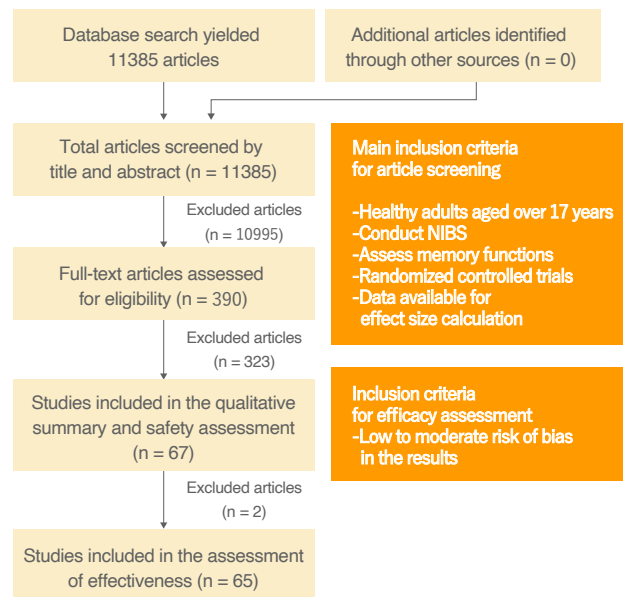 Database search yielded
11385 articles
Additional articles identified
through other sources (n = 0)
Total articles screened by
title and abstract (n = 11385)
Main inclusion criteria
for article screening
-Healthy adults aged over 17 years
-Conduct NIBS
-Assess memory functions
-Randomized controlled trials
-Data available for
effect size calculation
Excluded articles
(n = 10995)
Full-text articles assessed
for eligibility (n = 390)
Excluded articles
(n = 323)
Studies included in the qualitative
summary and safety assessment
(n = 67)
Inclusion criteria
for efficacy assessment
-Low to moderate risk of bias
in the results
Excluded articles
(n = 2)
Studies included in the assessment
of effectiveness (n = 65)